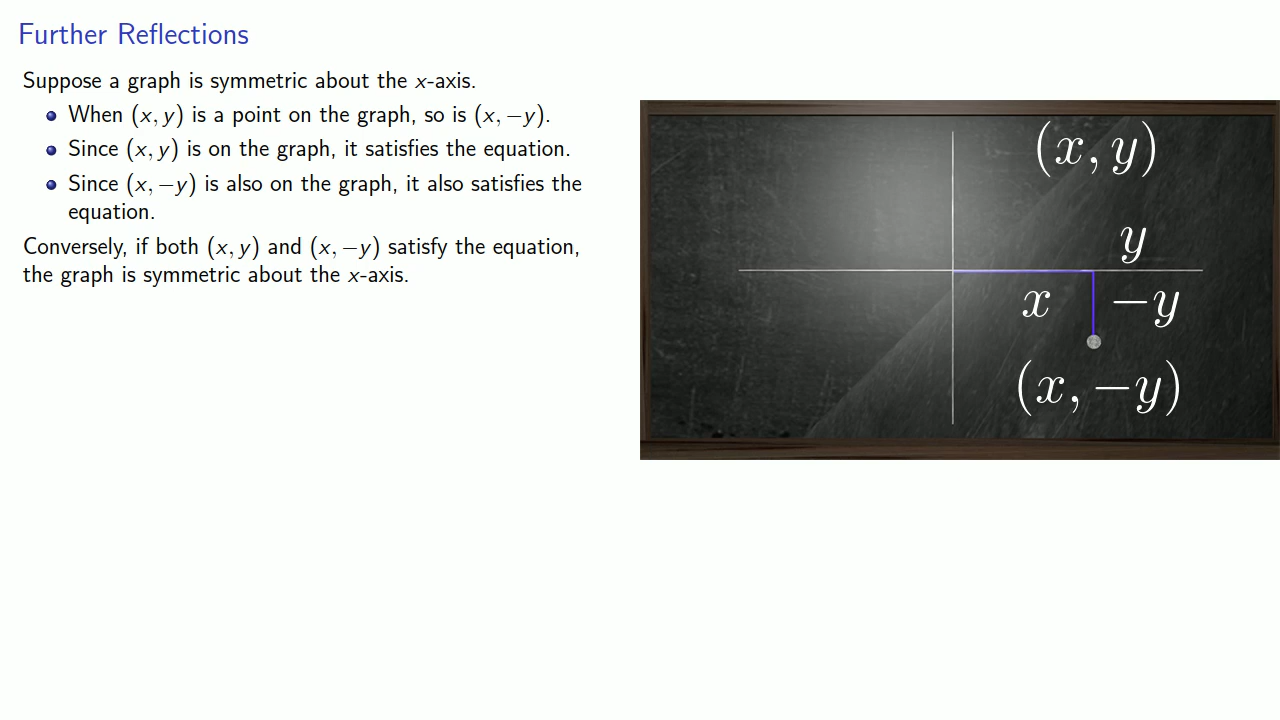 Further Reflections
Suppose a graph is symmetric about the x-axis.
When (x, y) is a point on the graph, so is (x, −y).
Since (x, y) is on the graph, it satisfies the equation.
Since (x, −y) is also on the graph, it also satisfies the
equation.
Conversely, if both (x, y) and (x, −y) satisfy the equation,
the graph is symmetric about the x-axis.
(x, y)
y
x
−y
(x, −y)